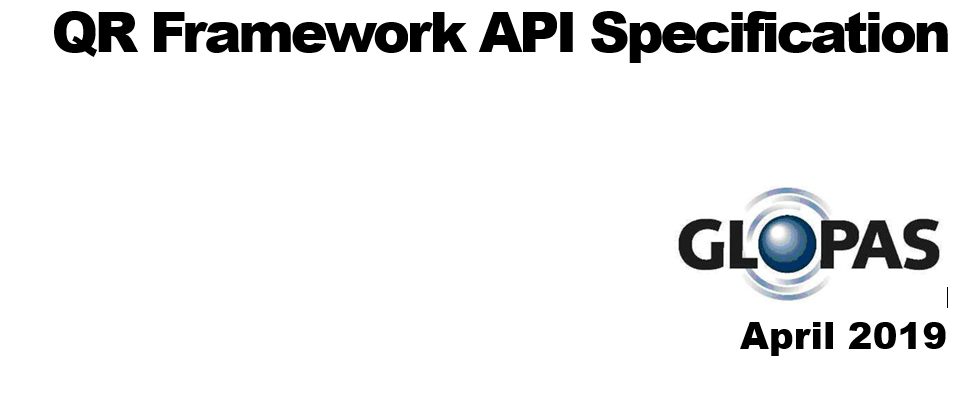 QR Framework API Specification
GLOPAS
April 2019